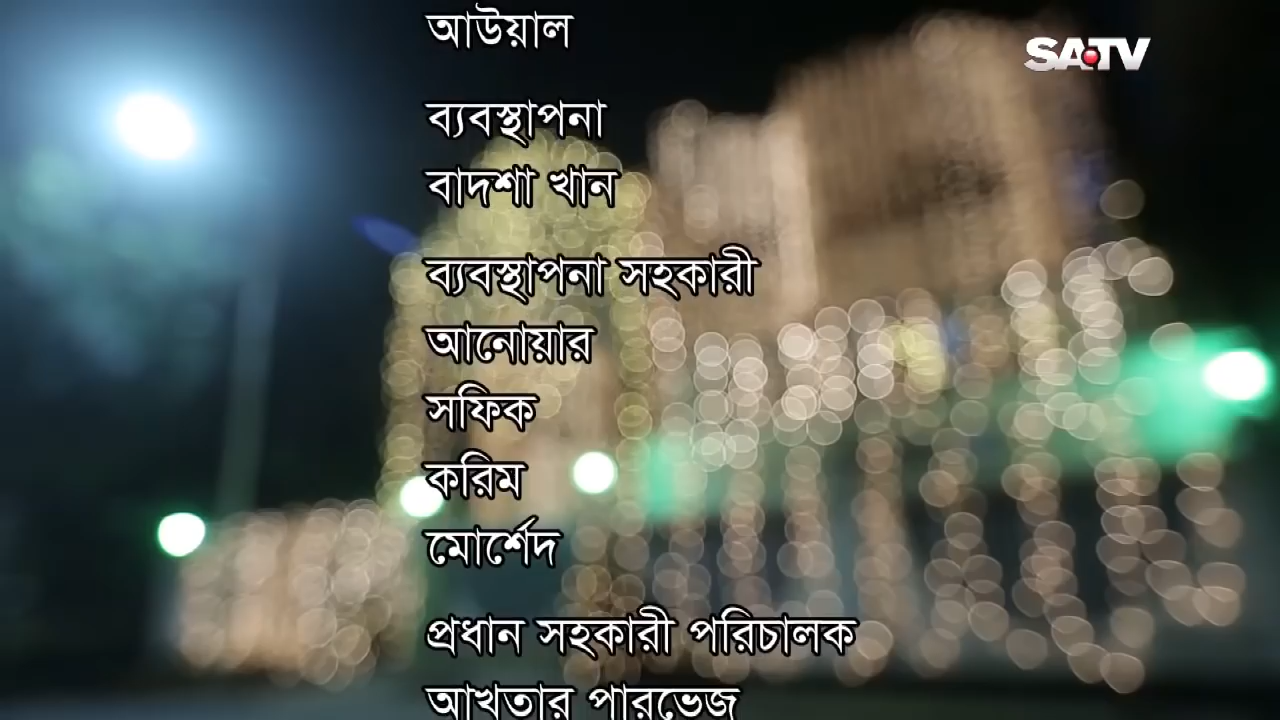 আউয়াল
SATV
ব্যবস্থাপনা
বাদশা খান
ব্যবস্থাপনা সহকারী
আনোয়ার
সফিক
করিম
মোর্শেদ
প্রধান সহকারী পরিচালক
আখতার পারভেজ